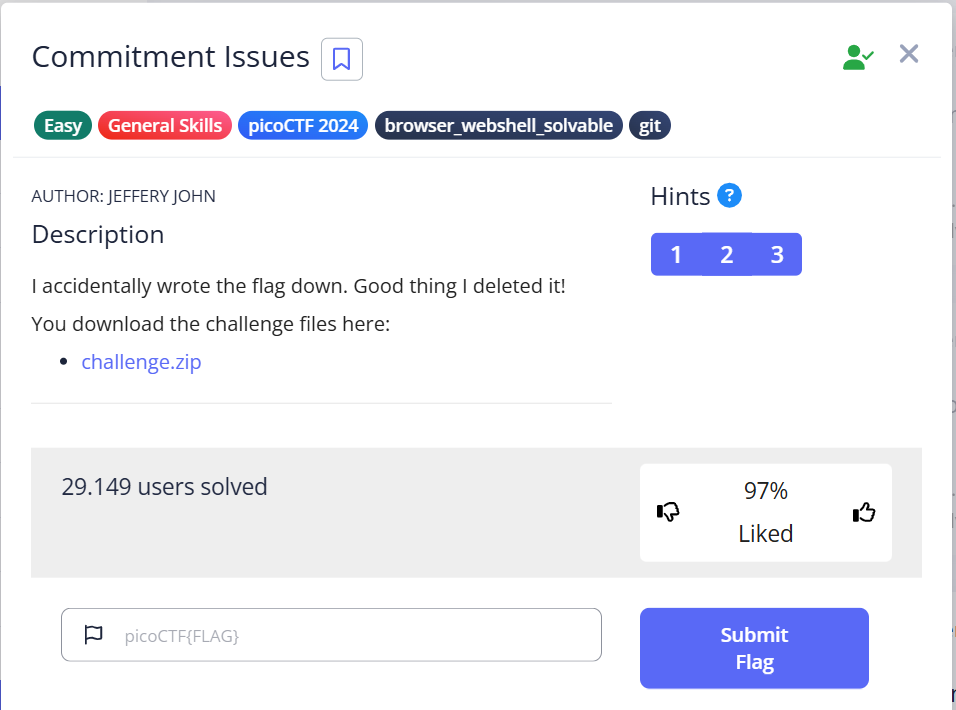 Commitment Issues
Easy General Skills picoCTF 2024 browser_webshell_solvable git
AUTHOR: JEFFERY JOHN
Description
I accidentally wrote the flag down. Good thing I deleted it!
You download the challenge files here:
challenge.zip
Hints ?
1 2 3
29.149 users solved
97%
Liked
picoCTF{FLAG}
Submit
Flag